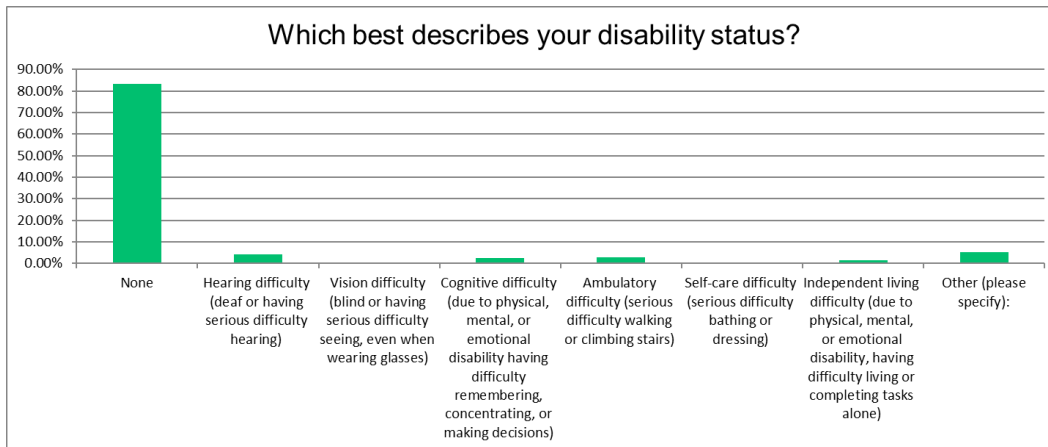 Which best describes your disability status?
90.00%
80.00%
70.00%
60.00%
50.00%
40.00%
30.00%
20.00%
10.00%
0.00%
None
Hearing difficulty
(deaf or having
serious difficulty
hearing)
Vision difficulty
(blind or having
serious difficulty
seeing, even when
wearing glasses)
Cognitive difficulty
(due to physical,
mental, or
emotional
disability having
difficulty
remembering,
concentrating, or
making decisions)
Ambulatory
difficulty (serious
difficulty walking
or climbing stairs)
Self-care difficulty
(serious difficulty
bathing or
dressing)
Independent living
difficulty (due to
physical, mental,
or emotional
disability, having
difficulty living or
completing tasks
alone)
Other (please
specify):